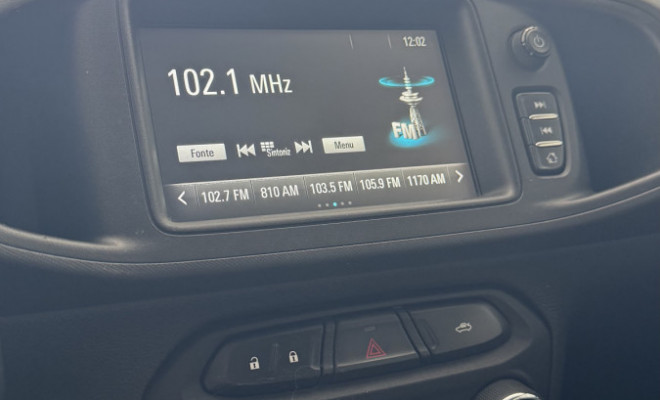 12:02
102.1 MHz
FM
Fonte Sintoniz Menu
102.7 FM 810 AM 103.5 FM 105.9 FM 1170 AM